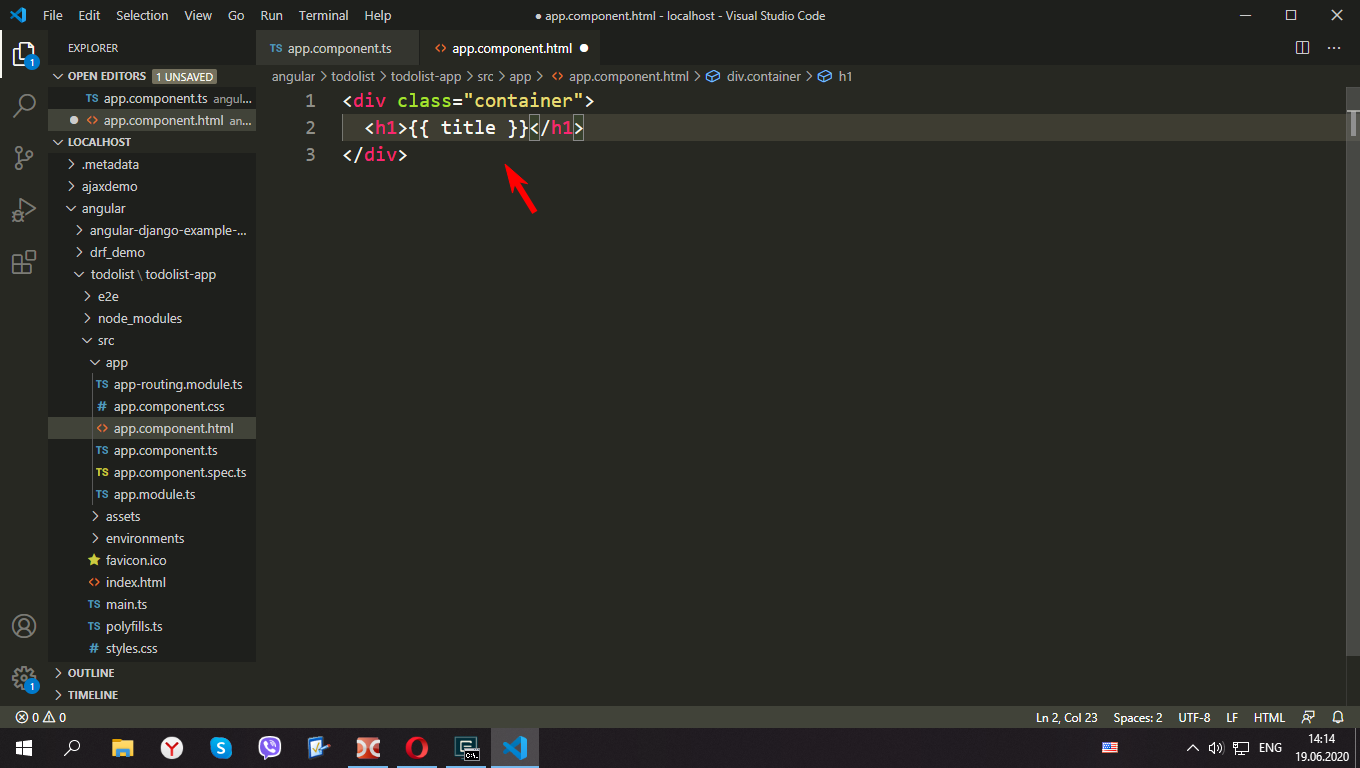 File Edit Selection View Go Run Terminal Help ● app.component.html - localhost - Visual Studio Code
EXPLORER
TS app.component.ts
<> app.component.html ●
angular > todolist > todolist-app > src > app > <> app.component.html > div.container > h1
OPEN EDITORS 1 UNSAVED
TS app.component.ts angul...
● <> app.component.html an...
LOCALHOST
> .metadata
> ajaxdemo
angular
> angular-django-example-...
> drf_demo
todolist \ todolist-app
> e2e
> node_modules
src
app
TS app-routing.module.ts
# app.component.css
<> app.component.html
TS app.component.ts
TS app.component.spec.ts
TS app.module.ts
> assets
> environments
favicon.ico
<> index.html
TS main.ts
TS polyfills.ts
# styles.css
> OUTLINE
> TIMELINE
1
1
1 <div class="container">
2 <h1>{{ title }}</h1>
3 </div>
0 0 Ln 2, Col 23 Spaces: 2 UTF-8 LF HTML
C:\.
ENG
14:14
19.06.2020